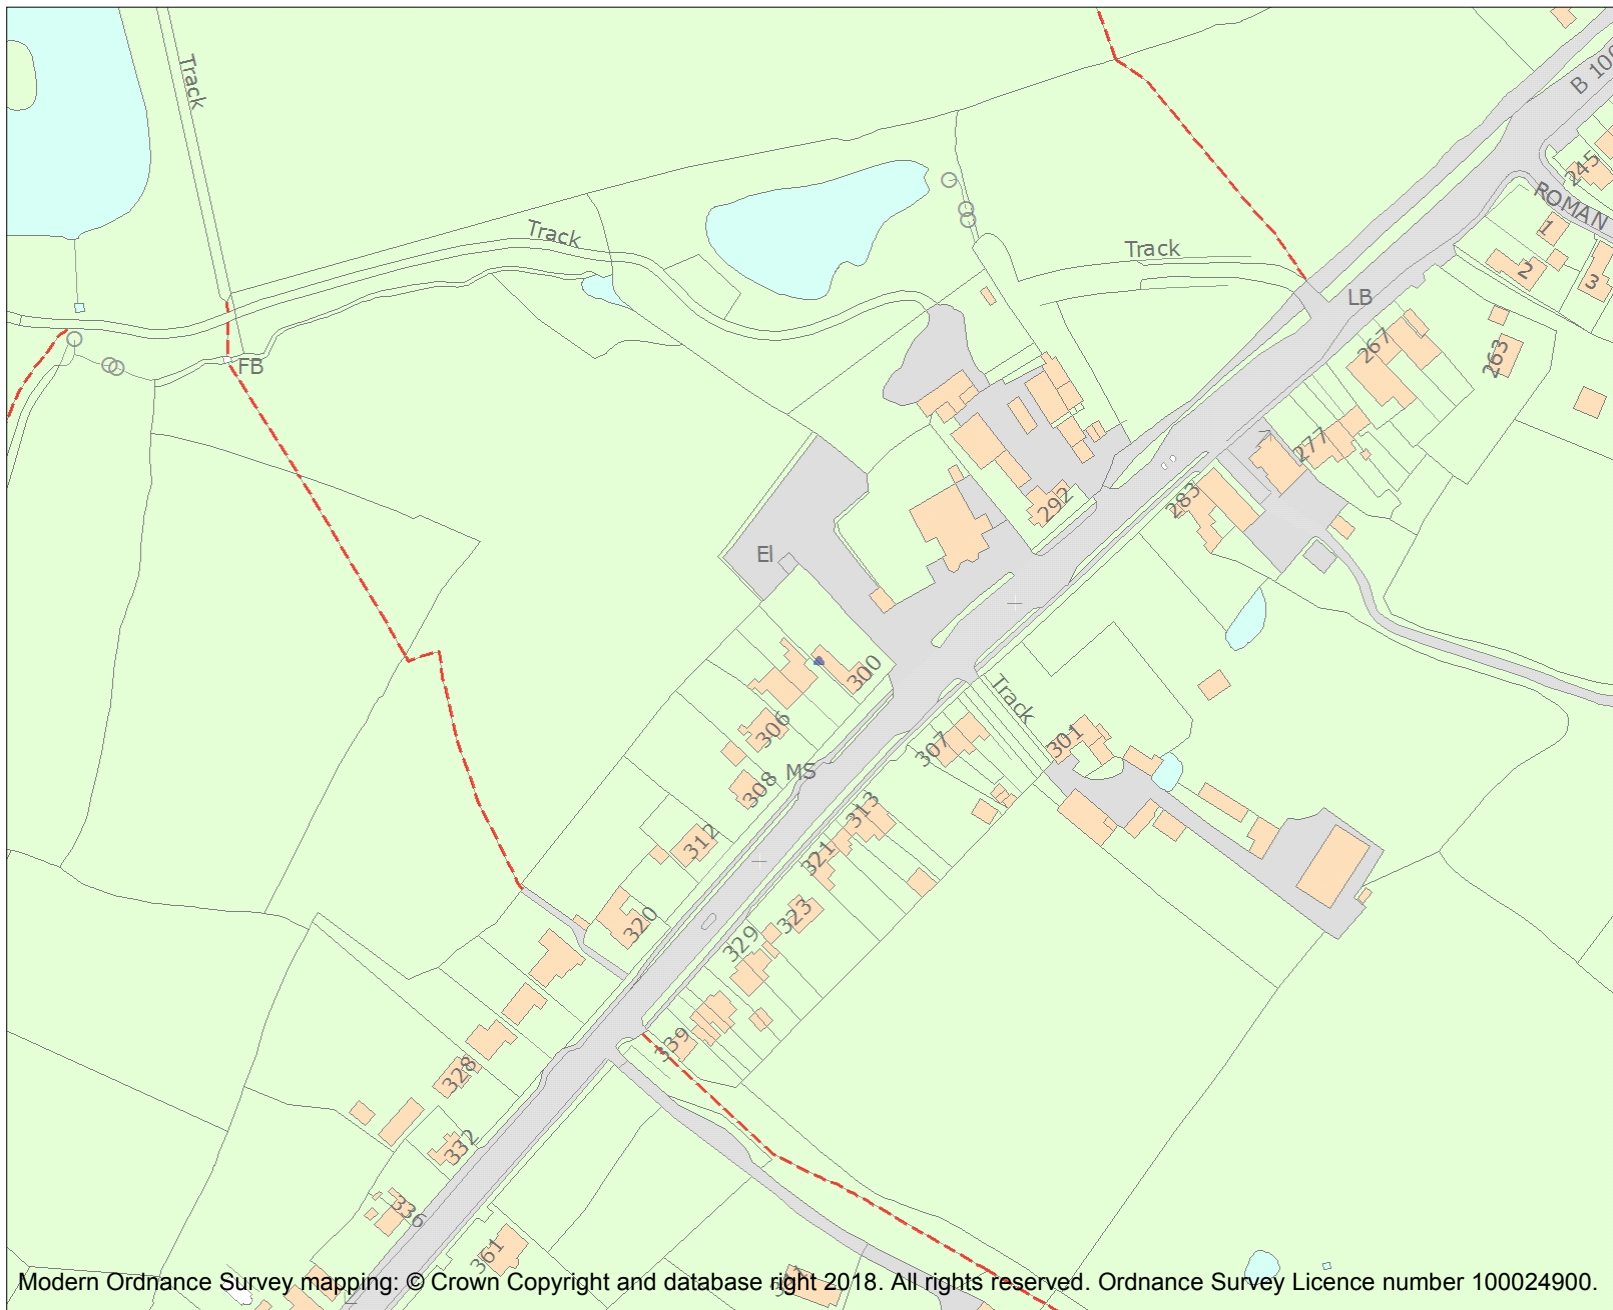 Track
B 100
245
ROMAN
1
2
3
Track
Track
LB
267
263
FB
277
283
292
El
300
306
Track
307
301
MS
308
313
312
321
320
323
329
339
328
332
336
361
Modern Ordnance Survey mapping: © Crown Copyright and database right 2018. All rights reserved. Ordnance Survey Licence number 100024900.